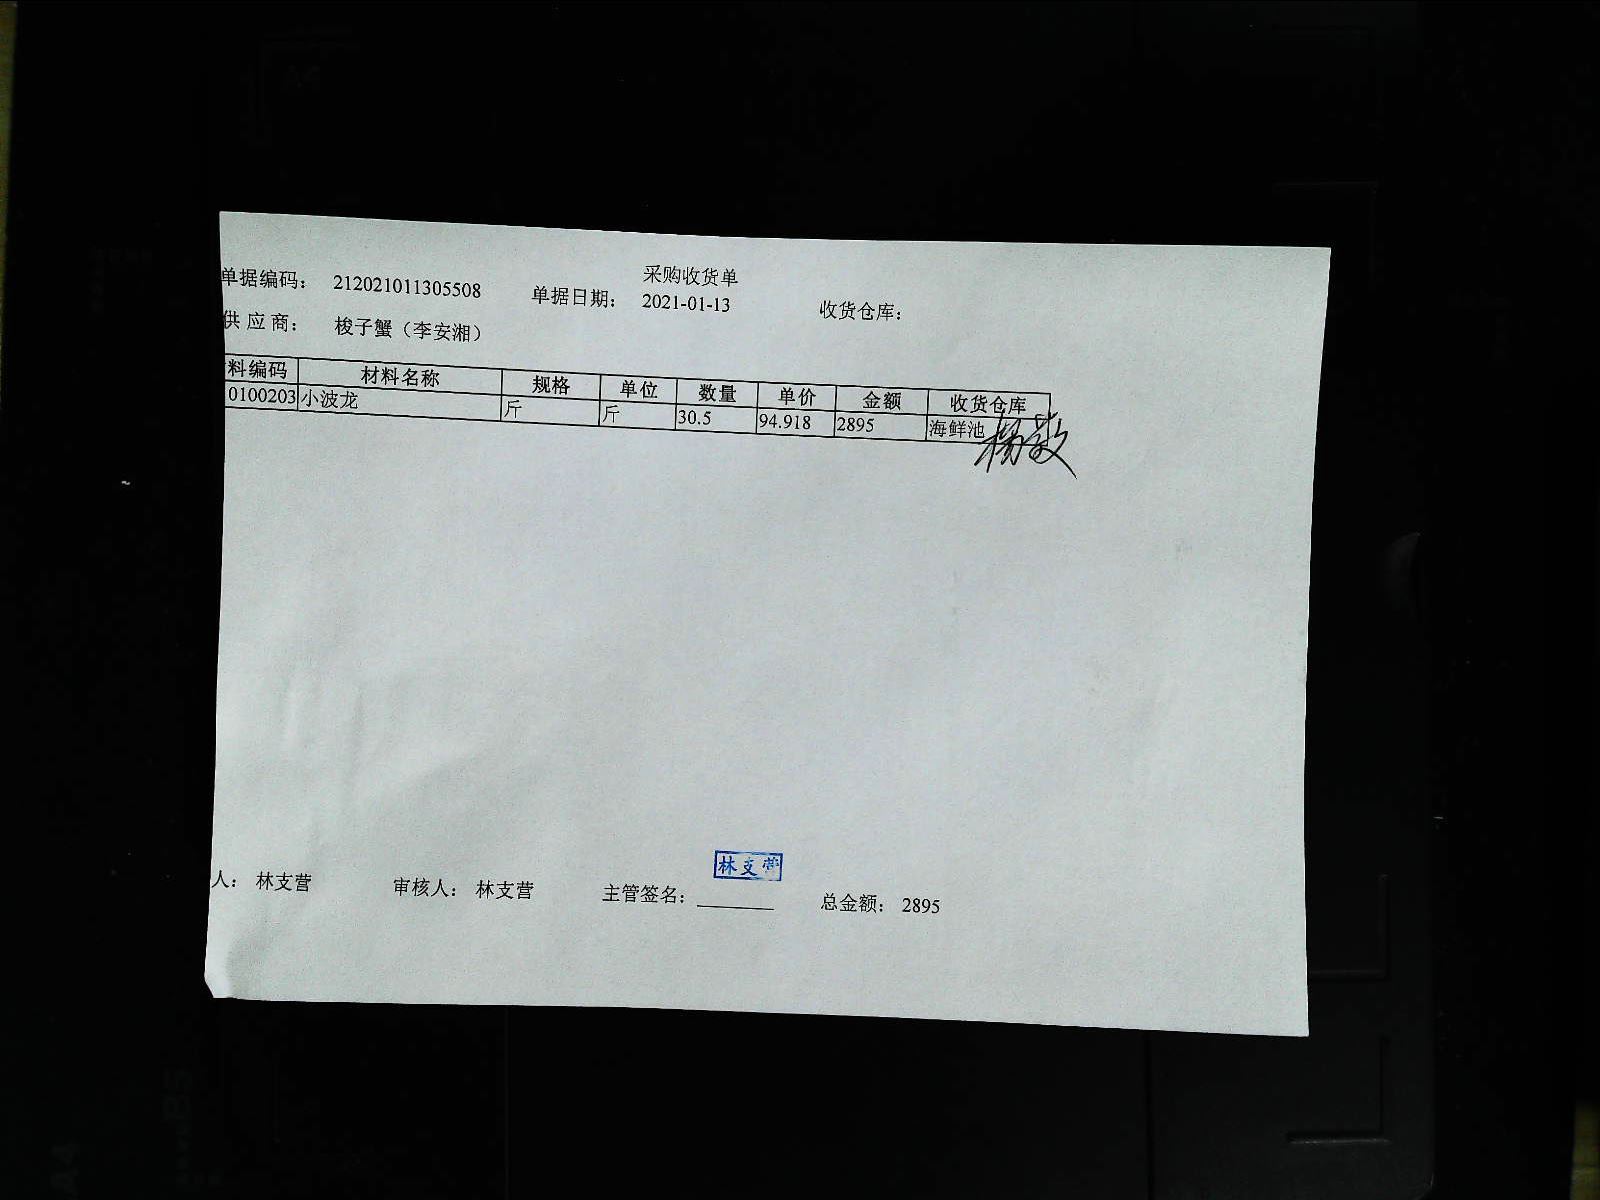 采购收货单
单据编码： 212021011305508 单据日期： 2021-01-13 收货仓库：
供应商： 梭子蟹（李安湘）
料编码 材料名称 规格 单位 数量 单价 金额 收货仓库
0100203 小波龙 斤 斤 30.5 94.918 2895 海鲜池
林支营
人： 林支营 审核人： 林支营 主管签名：________ 总金额： 2895